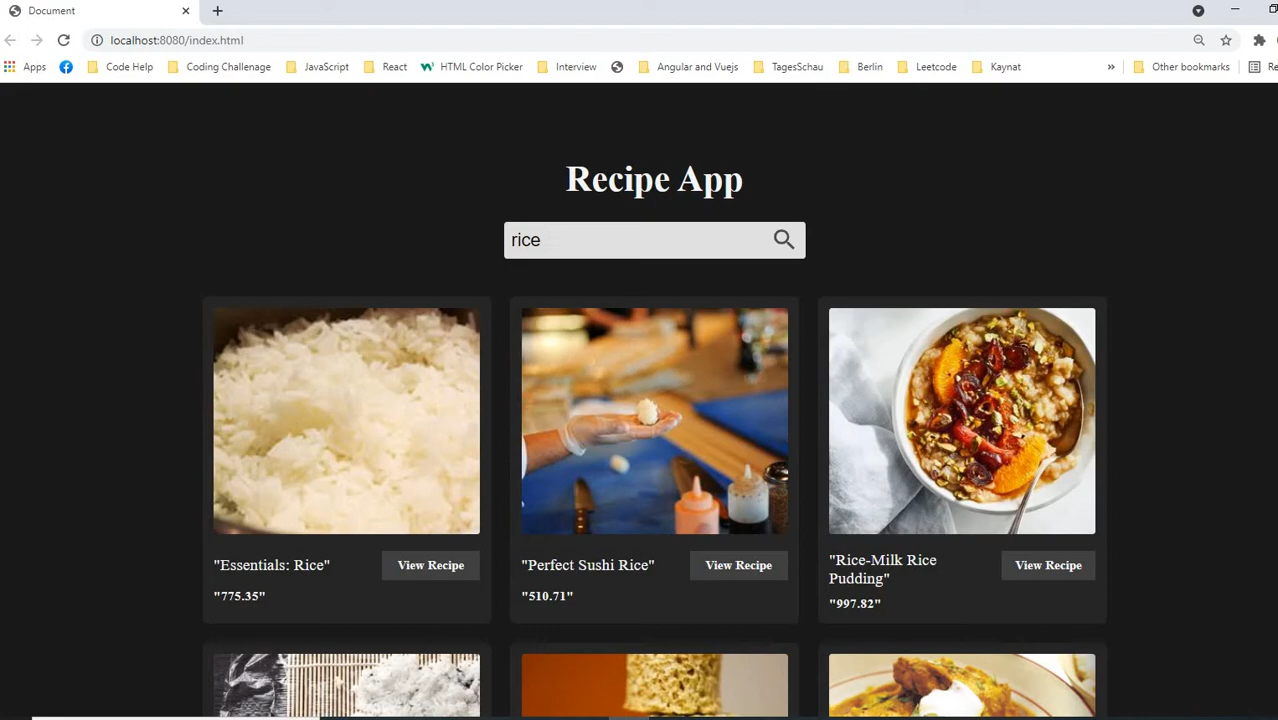 Document
localhost:8080/index.html
Apps
Code Help
Coding Challenage
JavaScript
React
HTML Color Picker
Interview
Angular and Vuejs
TagesSchau
Berlin
Leetcode
Kaynat
»
Other bookmarks
Re
Recipe App
rice
"Essentials: Rice"
View Recipe
"775.35"
"Perfect Sushi Rice"
View Recipe
"510.71"
"Rice-Milk Rice
Pudding"
View Recipe
"997.82"